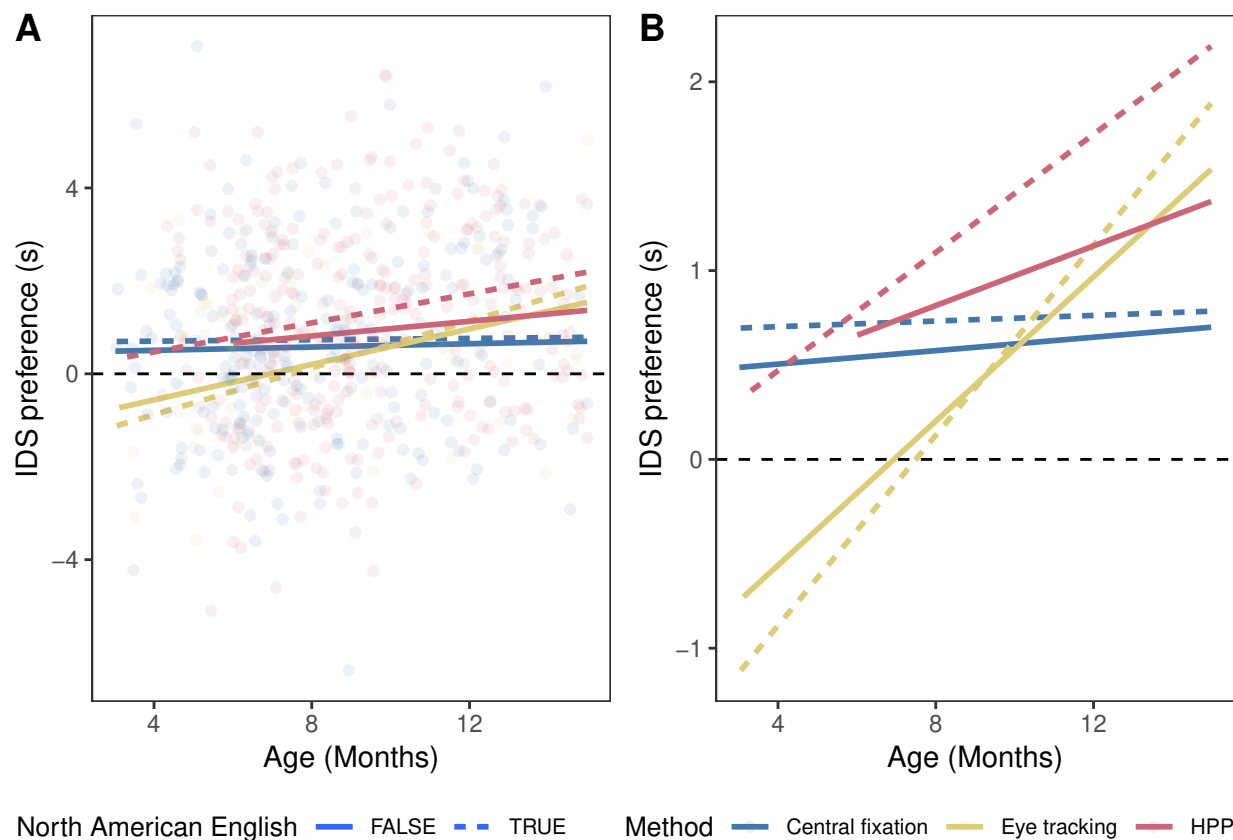 A
IDS preference (s)
4
0
−4
4
8
12
Age (Months)
B
IDS preference (s)
2
1
0
−1
4
8
12
Age (Months)
North American English FALSE TRUE
Method Central fixation Eye tracking HPP